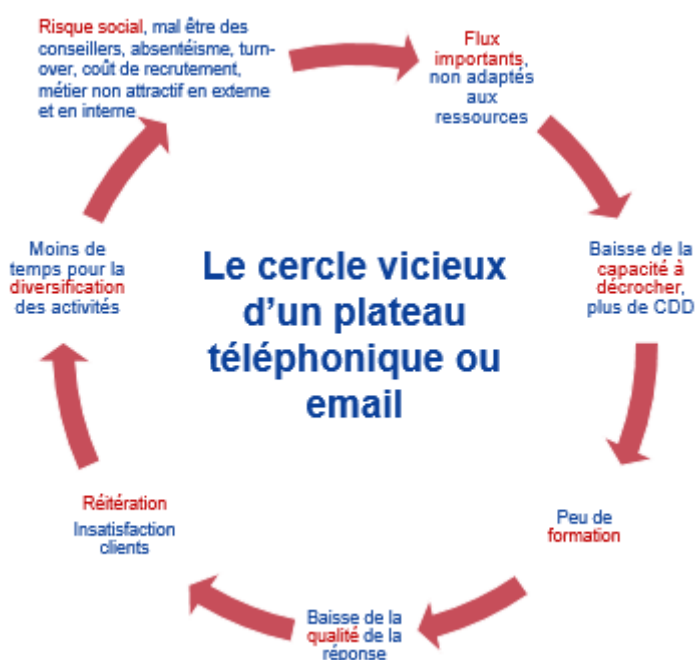 Risque social, mal être des
conseillers, absentéisme, turn-
over, coût de recrutement,
métier non attractif en externe
et en interne
Flux
importants,
non adaptés
aux
ressources
Baisse de la
capacité à
décrocher,
plus de CDD
Peu de
formation
Baisse de la
qualité de la
réponse
Réitération
Insatisfaction
clients
Moins de
temps pour la
diversification
des activités
Le cercle vicieux
d'un plateau
téléphonique ou
email